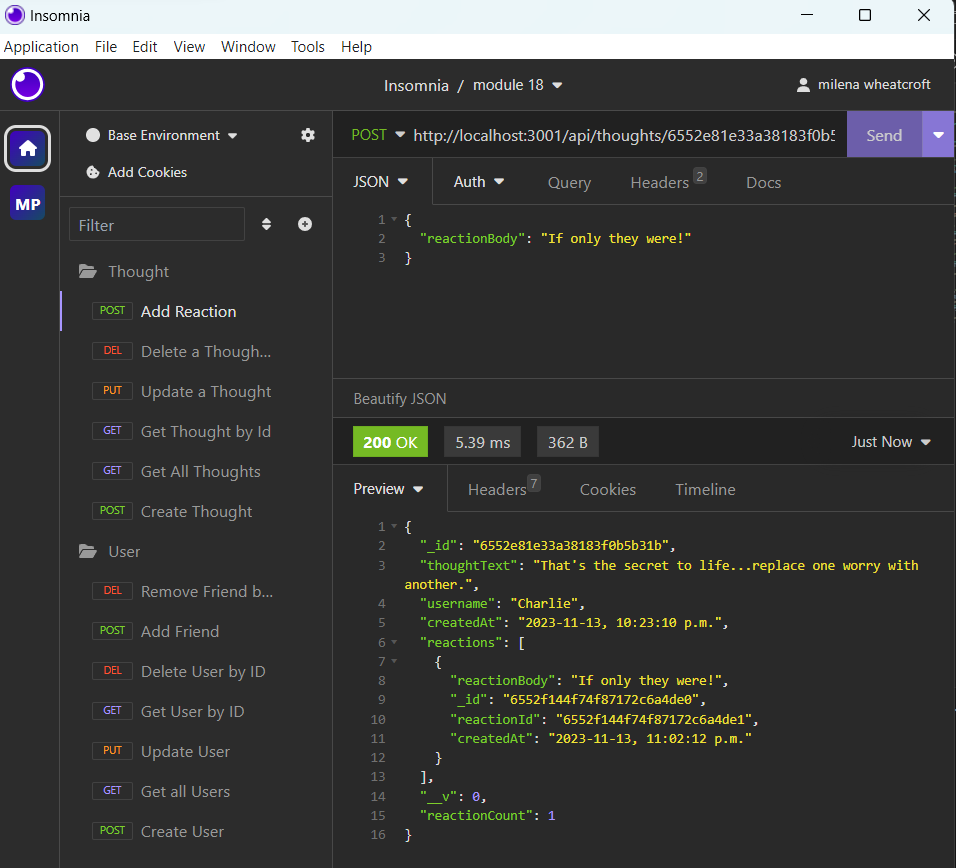 Insomnia
Application File Edit View Window Tools Help
Insomnia / module 18
milena wheatcroft
MP
Base Environment
Add Cookies
Filter
Thought
POST Add Reaction
DEL Delete a Though...
PUT Update a Thought
GET Get Thought by Id
GET Get All Thoughts
POST Create Thought
User
DEL Remove Friend b...
POST Add Friend
DEL Delete User by ID
GET Get User by ID
PUT Update User
GET Get all Users
POST Create User
POST http://localhost:3001/api/thoughts/6552e81e33a38183f0b5 Send
JSON Auth Query Headers 2 Docs
1 {
2 "reactionBody": "If only they were!"
3 }
Beautify JSON
200 OK 5.39 ms 362 B Just Now
Preview Headers 7 Cookies Timeline
1 {
2 "_id": "6552e81e33a38183f0b5b31b",
3 "thoughtText": "That's the secret to life...replace one worry with
another.",
4 "username": "Charlie",
5 "createdAt": "2023-11-13, 10:23:10 p.m.",
6 "reactions": [
7 {
8 "reactionBody": "If only they were!",
9 "_id": "6552f144f74f87172c6a4de0",
10 "reactionId": "6552f144f74f87172c6a4de1",
11 "createdAt": "2023-11-13, 11:02:12 p.m."
12 }
13 ],
14 "__v": 0,
15 "reactionCount": 1
16 }